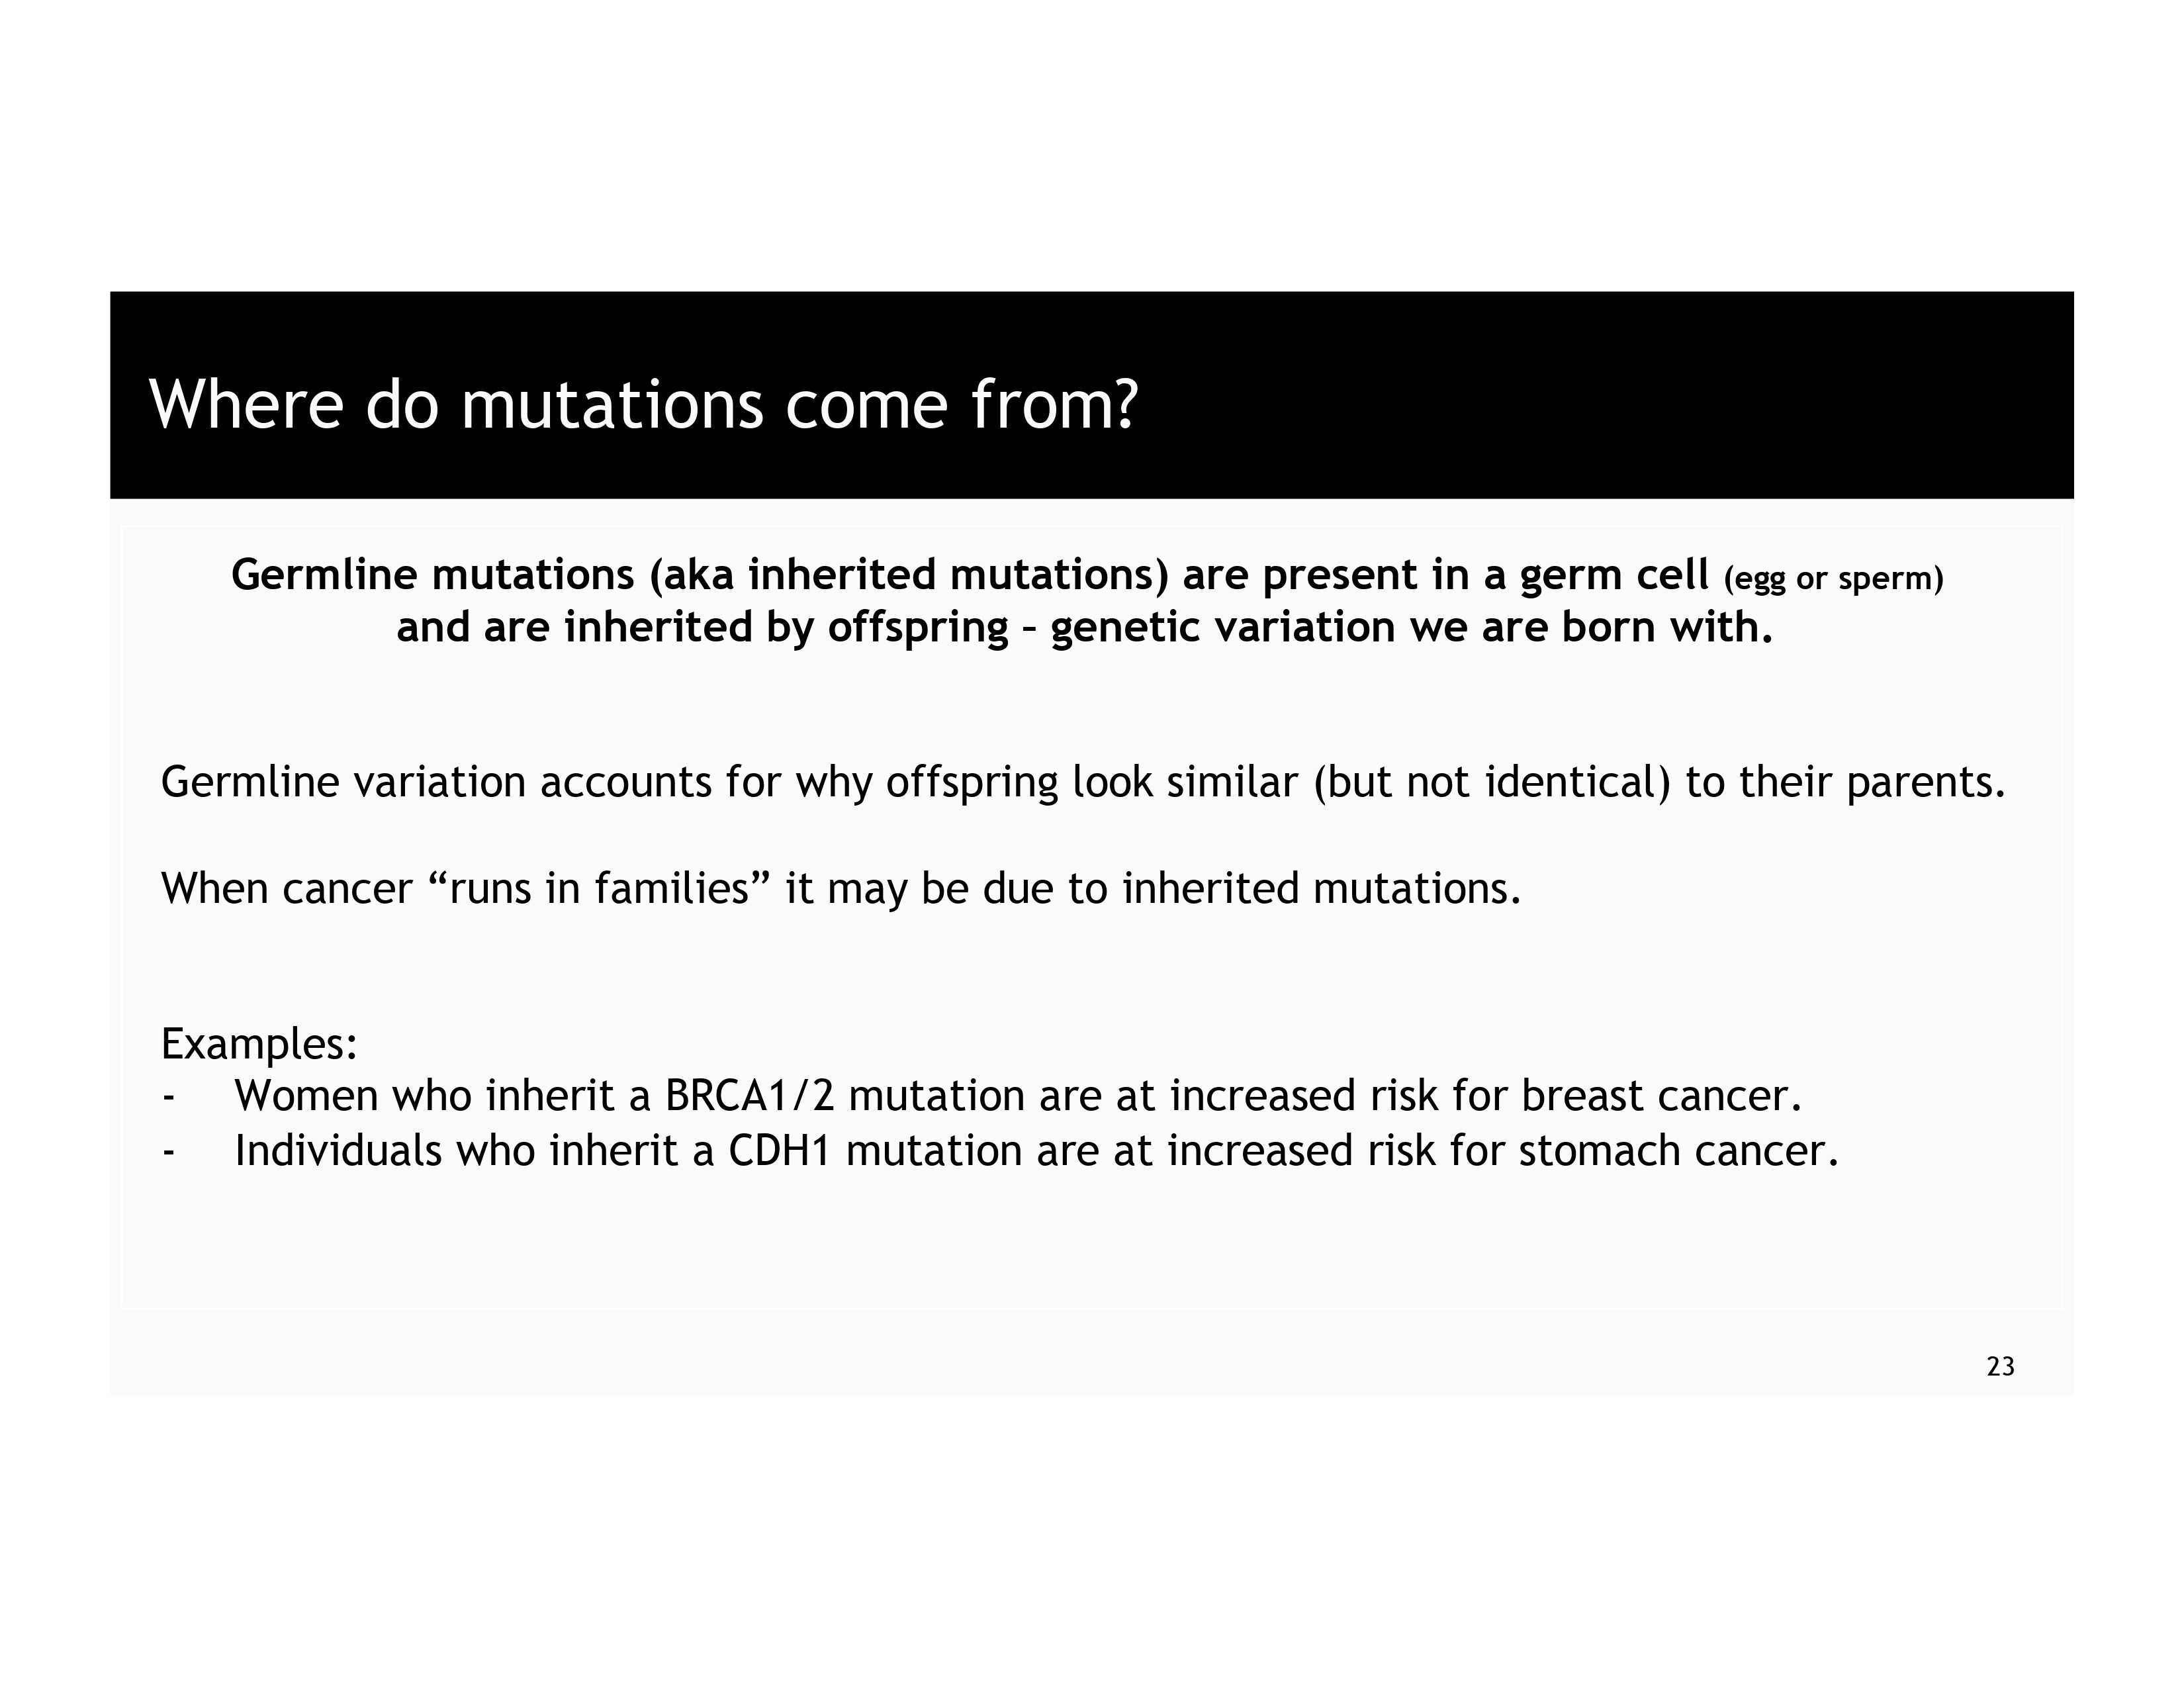 Where do mutations come from?
Germline mutations (aka inherited mutations) are present in a germ cell (egg or sperm)
and are inherited by offspring – genetic variation we are born with.
Germline variation accounts for why offspring look similar (but not identical) to their parents.
When cancer “runs in families” it may be due to inherited mutations.
Examples:
- Women who inherit a BRCA1/2 mutation are at increased risk for breast cancer.
- Individuals who inherit a CDH1 mutation are at increased risk for stomach cancer.
23